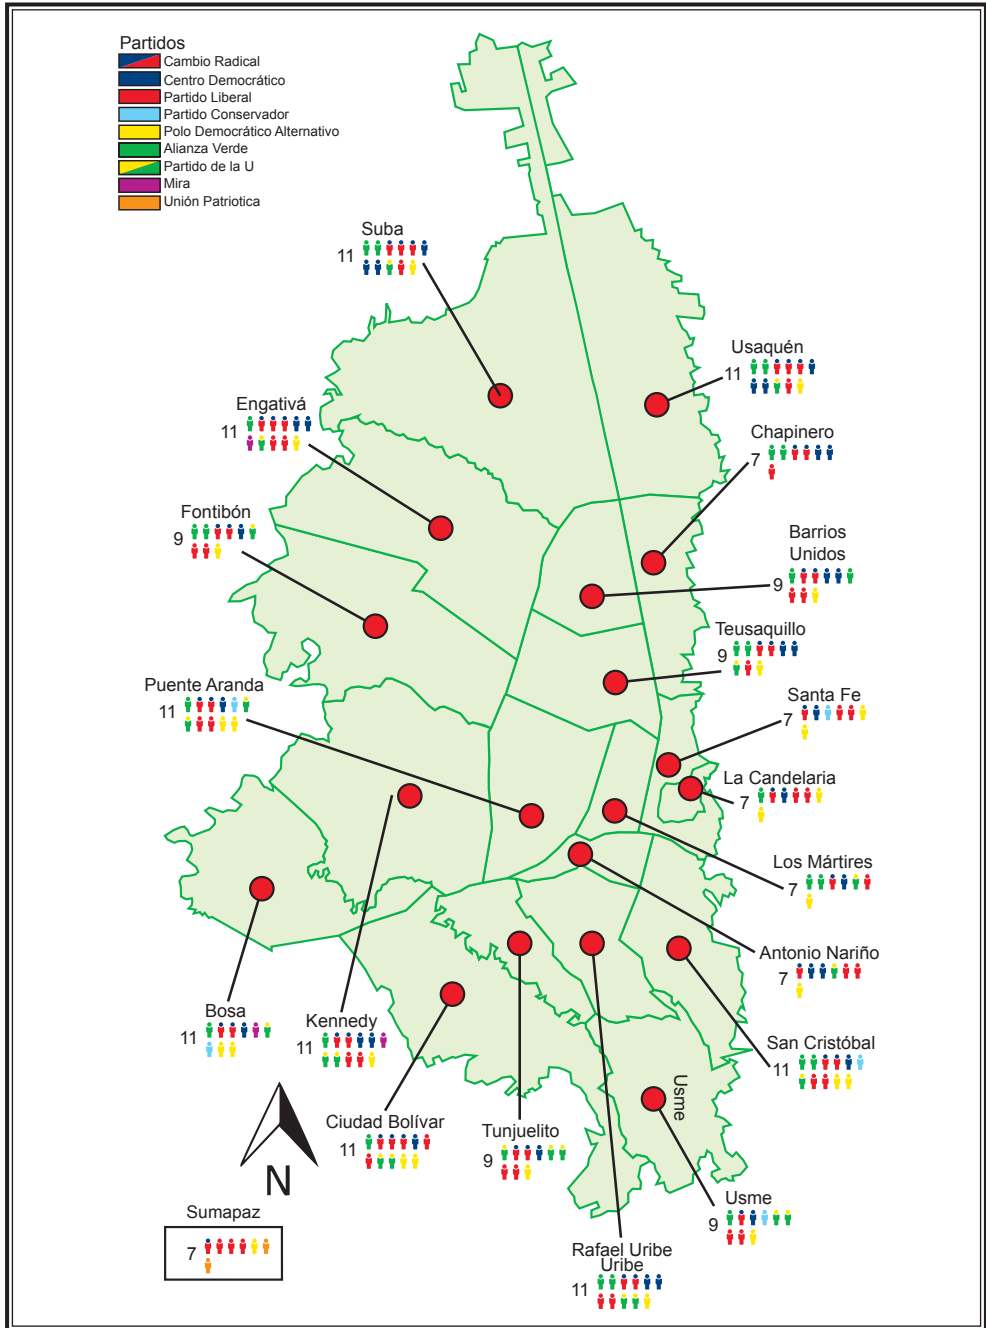 Partidos
Cambio Radical
Centro Democrático
Partido Liberal
Partido Conservador
Polo Democrático Alternativo
Alianza Verde
Partido de la U
Mira
Unión Patriotica
Suba
11
Usaquén
11
Engativá
11
Chapinero
7
Fontibón
9
Barrios
Unidos
9
Teusaquillo
9
Puente Aranda
11
Santa Fe
7
La Candelaria
7
Los Mártires
7
Antonio Nariño
7
Bosa
11
Kennedy
11
San Cristóbal
11
Usme
Ciudad Bolívar
11
Tunjuelito
9
N
Usme
9
Sumapaz
7
Rafael Uribe
Uribe
11